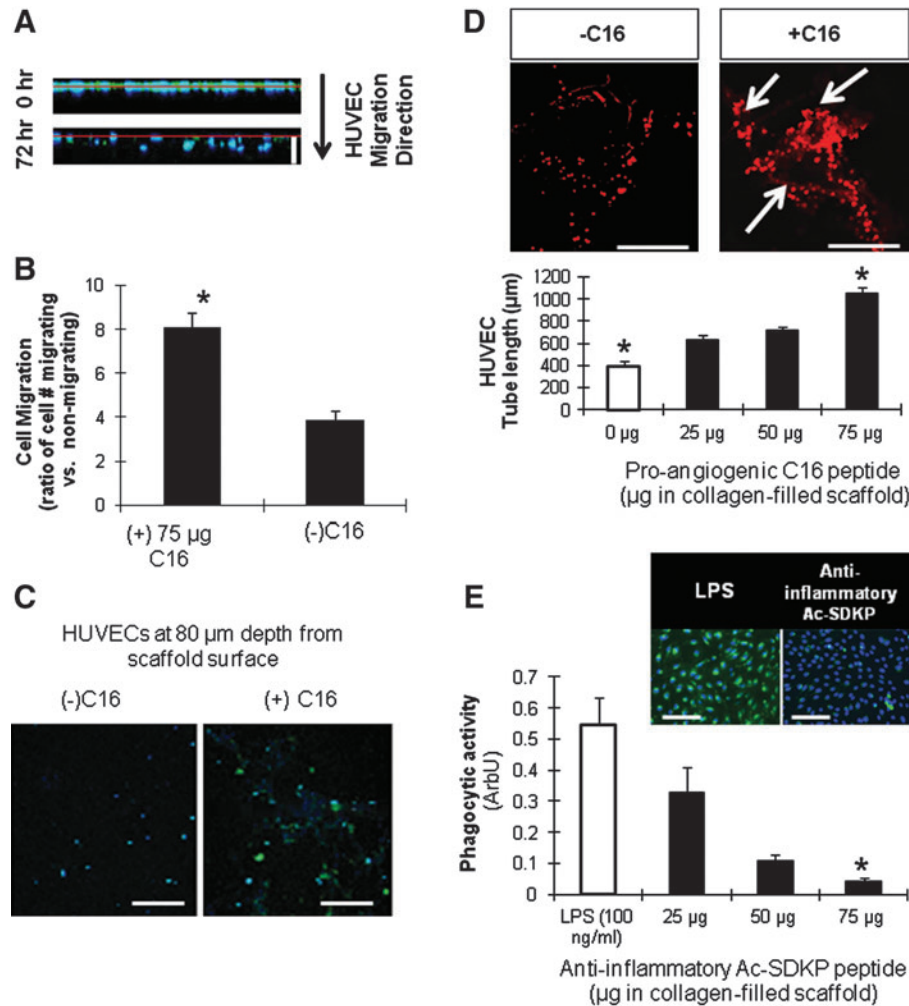 A
0 hr
72 hr
HUVEC
Migration
Direction
B
Cell Migration
(ratio of cell # migrating
vs. non-migrating)
10
8
6
4
2
0
*
(+) 75 µg
C16
(-)C16
C
HUVECs at 80 µm depth from
scaffold surface
(-)C16
(+) C16
D
-C16
+C16
HUVEC
Tube length (µm)
1200
1000
800
600
400
200
0
*
*
0 µg
25 µg
50 µg
75 µg
Pro-angiogenic C16 peptide
(µg in collagen-filled scaffold)
E
LPS
Anti-
inflammatory
Ac-SDKP
Phagocytic activity
(ArbU)
0.7
0.6
0.5
0.4
0.3
0.2
0.1
0
*
LPS (100
ng/ml)
25 µg
50 µg
75 µg
Anti-inflammatory Ac-SDKP peptide
(µg in collagen-filled scaffold)